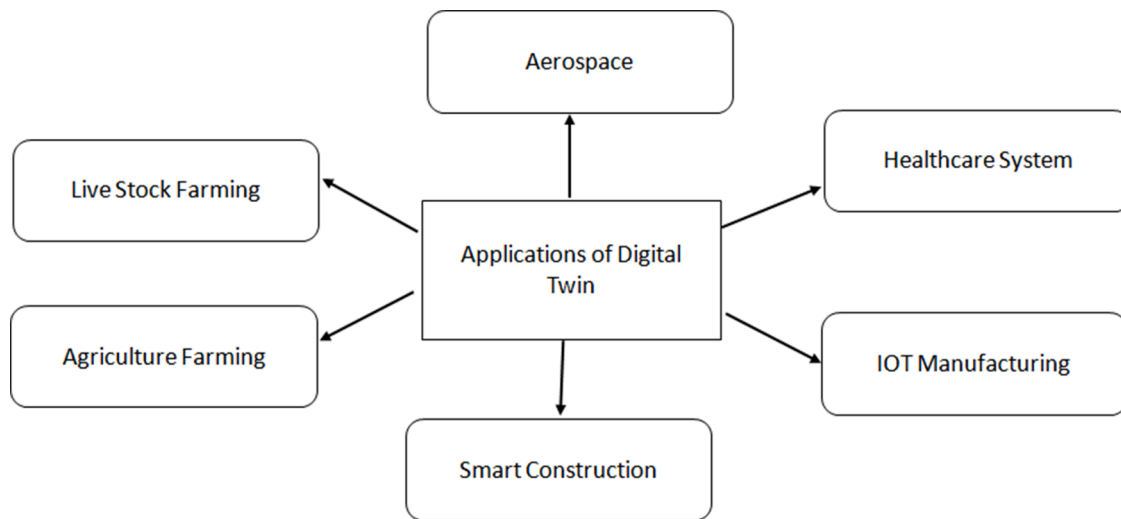 Aerospace
Healthcare System
Live Stock Farming
Applications of Digital
Twin
Agriculture Farming
IOT Manufacturing
Smart Construction